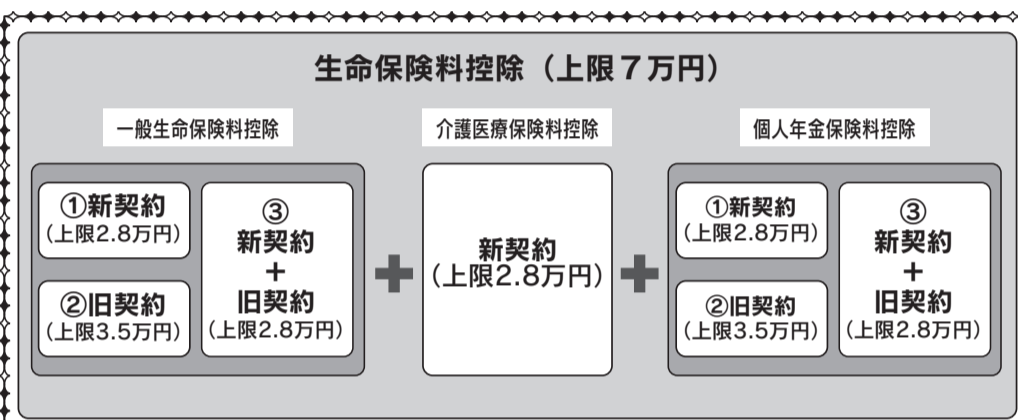 生命保険料控除（上限７万円）
一般生命保険料控除
①新契約
（上限2.8万円）
②旧契約
（上限3.5万円）
③
新契約
＋
旧契約
（上限2.8万円）
＋
介護医療保険料控除
新契約
（上限2.8万円）
＋
個人年金保険料控除
①新契約
（上限2.8万円）
②旧契約
（上限3.5万円）
③
新契約
＋
旧契約
（上限2.8万円）